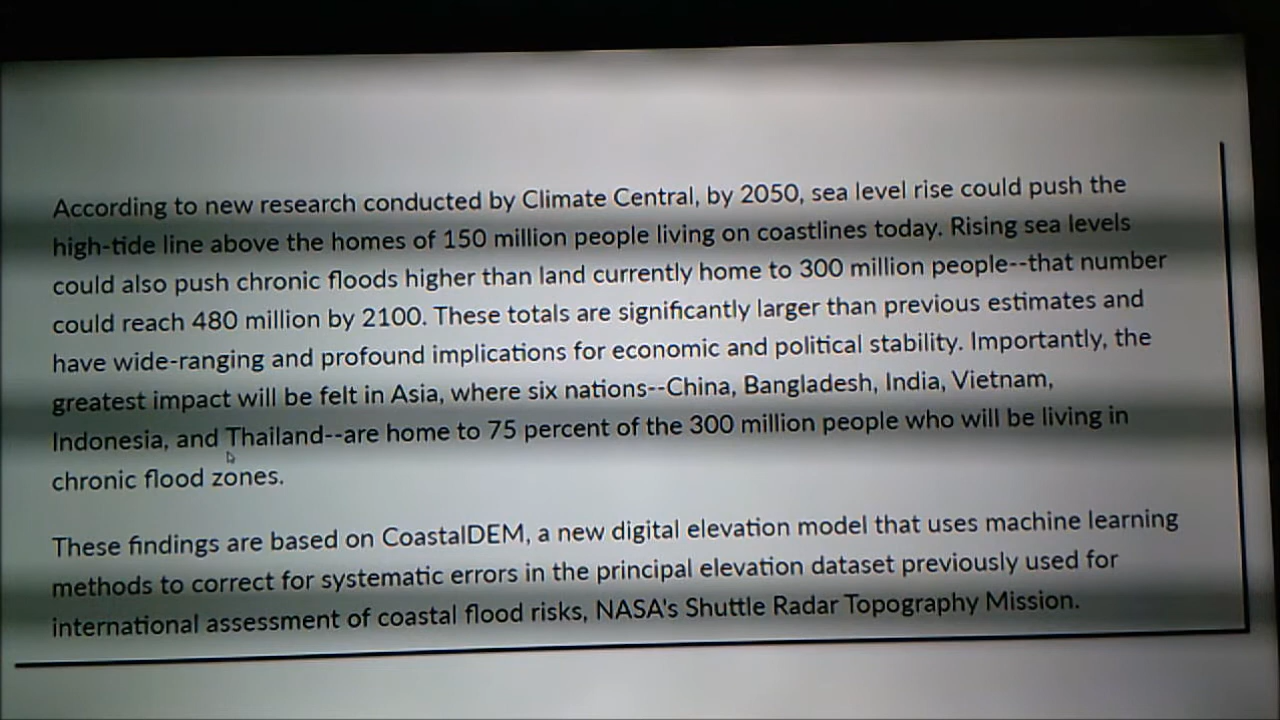 According to new research conducted by Climate Central, by 2050, sea level rise could push the
high-tide line above the homes of 150 million people living on coastlines today. Rising sea levels
could also push chronic floods higher than land currently home to 300 million people--that number
could reach 480 million by 2100. These totals are significantly larger than previous estimates and
have wide-ranging and profound implications for economic and political stability. Importantly, the
greatest impact will be felt in Asia, where six nations--China, Bangladesh, India, Vietnam,
Indonesia, and Thailand--are home to 75 percent of the 300 million people who will be living in
chronic flood zones.
These findings are based on CoastalDEM, a new digital elevation model that uses machine learning
methods to correct for systematic errors in the principal elevation dataset previously used for
international assessment of coastal flood risks, NASA's Shuttle Radar Topography Mission.